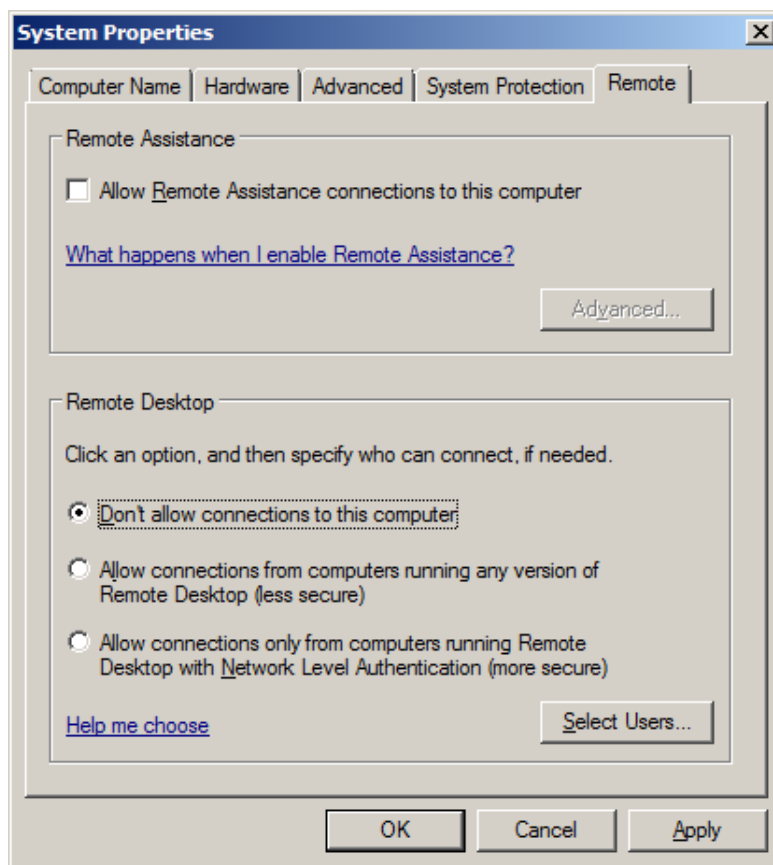 System Properties
Computer Name
Hardware
Advanced
System Protection
Remote
Remote Assistance
Allow Remote Assistance connections to this computer
What happens when I enable Remote Assistance?
Advanced...
Remote Desktop
Click an option, and then specify who can connect, if needed.
Don't allow connections to this computer
Allow connections from computers running any version of
Remote Desktop (less secure)
Allow connections only from computers running Remote
Desktop with Network Level Authentication (more secure)
Help me choose
Select Users...
OK
Cancel
Apply